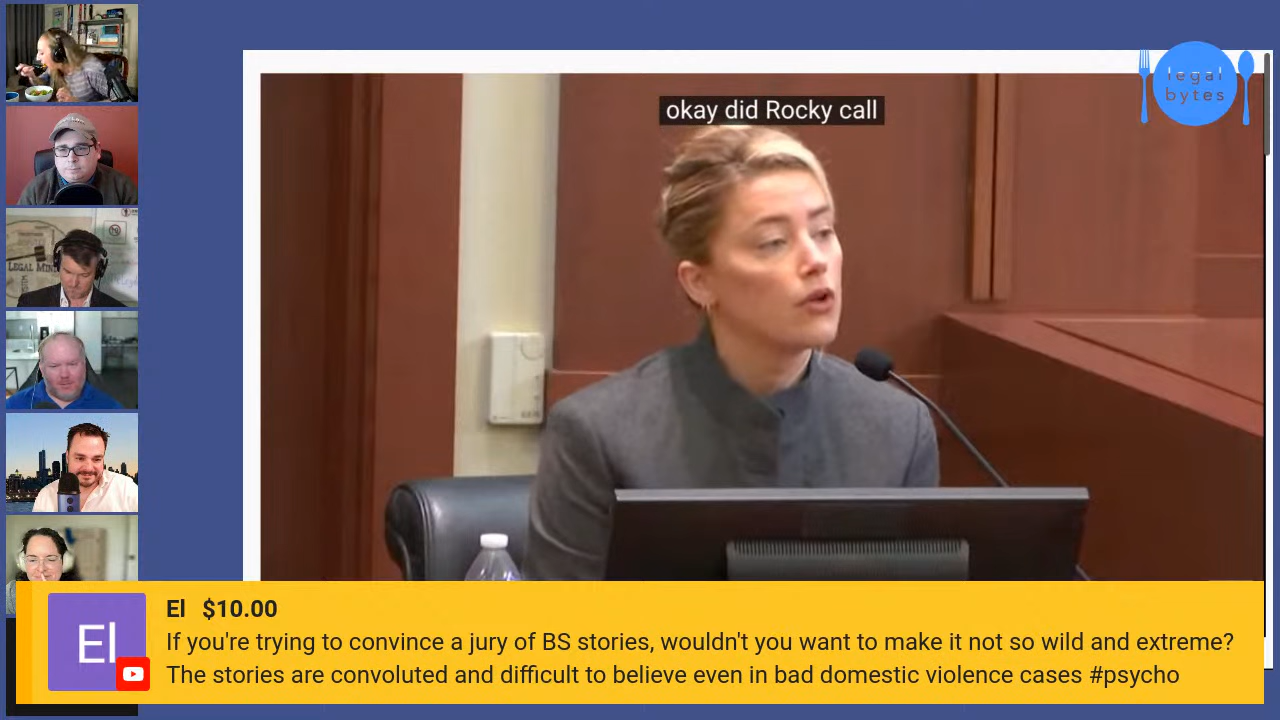 okay did Rocky call
legal
bytes
LEGAL MIN
El $10.00
El
If you're trying to convince a jury of BS stories, wouldn't you want to make it not so wild and extreme?
The stories are convoluted and difficult to believe even in bad domestic violence cases #psycho